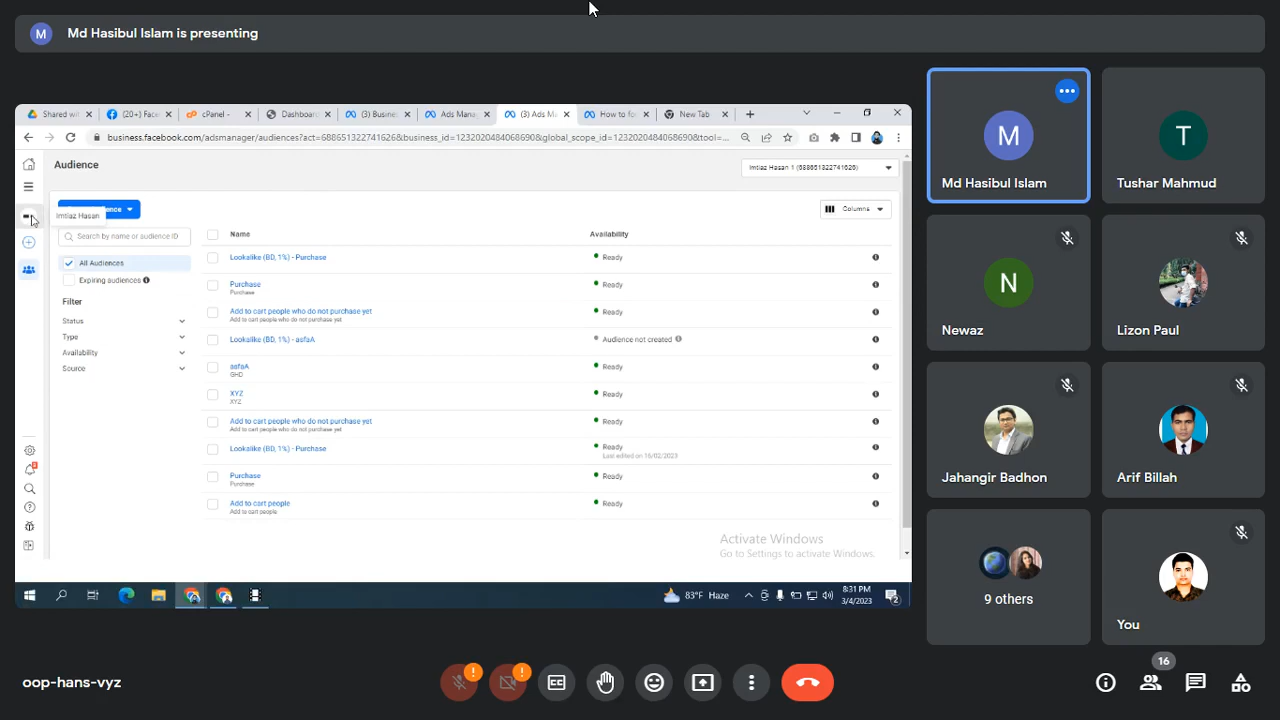 M Md Hasibul Islam is presenting
Shared wit (20+) Face cPanel - Dashboard (3) Busine Ads Mana (3) Ads M How to fo New Tab
business.facebook.com/adsmanager/audiences?act=688651322741626&business_id=1232020484068690&global_scope_id=1232020484068690&tool=...
Audience
Imtiaz Hasan 1 (688651322741626)
Imtiaz Hasan
ence
Columns
Search by name or audience ID
Name
Availability
All Audiences
Expiring audiences
Filter
Status
Type
Availability
Source
Lookalike (BD, 1%) - Purchase
Ready
Purchase
Purchase
Ready
Add to cart people who do not purchase yet
Add to cart people who do not purchase yet
Ready
Lookalike (BD, 1%) - asfaA
Audience not created
asfaA
GHD
Ready
XYZ
XYZ
Ready
Add to cart people who do not purchase yet
Add to cart people who do not purchase yet
Ready
Lookalike (BD, 1%) - Purchase
Ready
Last edited on 16/02/2023
Purchase
Purchase
Ready
Add to cart people
Add to cart people
Ready
Activate Windows
Go to Settings to activate Windows.
83°F Haze
8:31 PM
3/4/2023
2
M
Md Hasibul Islam
T
Tushar Mahmud
N
Newaz
Lizon Paul
Jahangir Badhon
Arif Billah
9 others
You
oop-hans-vyz
CC
16